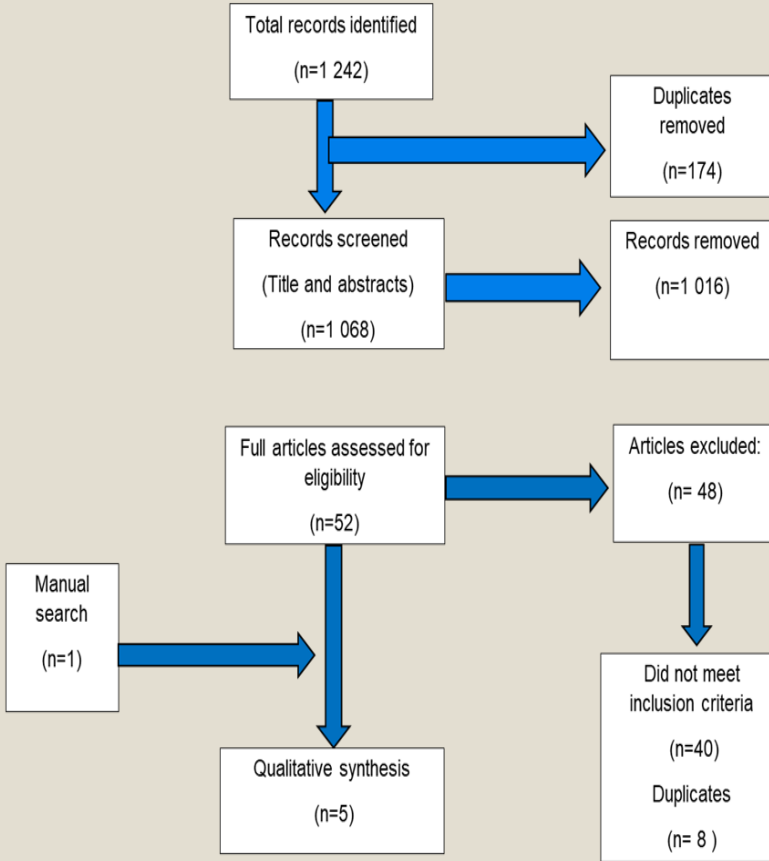 Total records identified
(n=1 242)
Duplicates
removed
(n=174)
Records screened
(Title and abstracts)
(n=1 068)
Records removed
(n=1 016)
Full articles assessed for
eligibility
(n=52)
Articles excluded:
(n= 48)
Manual
search
(n=1)
Did not meet
inclusion criteria
(n=40)
Duplicates
(n= 8 )
Qualitative synthesis
(n=5)